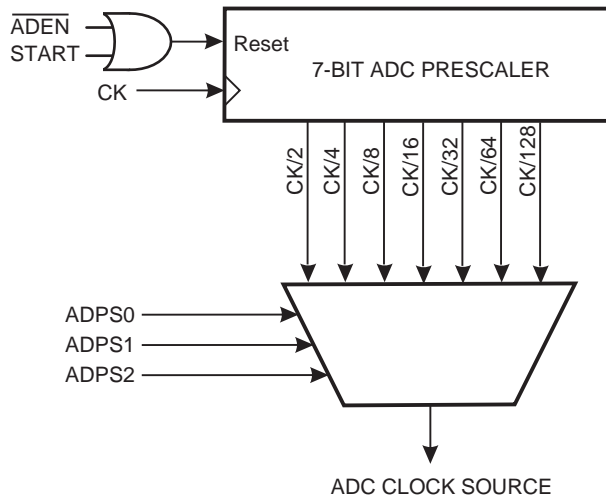 ADEN
START
Reset
7-BIT ADC PRESCALER
CK
CK/2
CK/4
CK/8
CK/16
CK/32
CK/64
CK/128
ADPS0
ADPS1
ADPS2
ADC CLOCK SOURCE